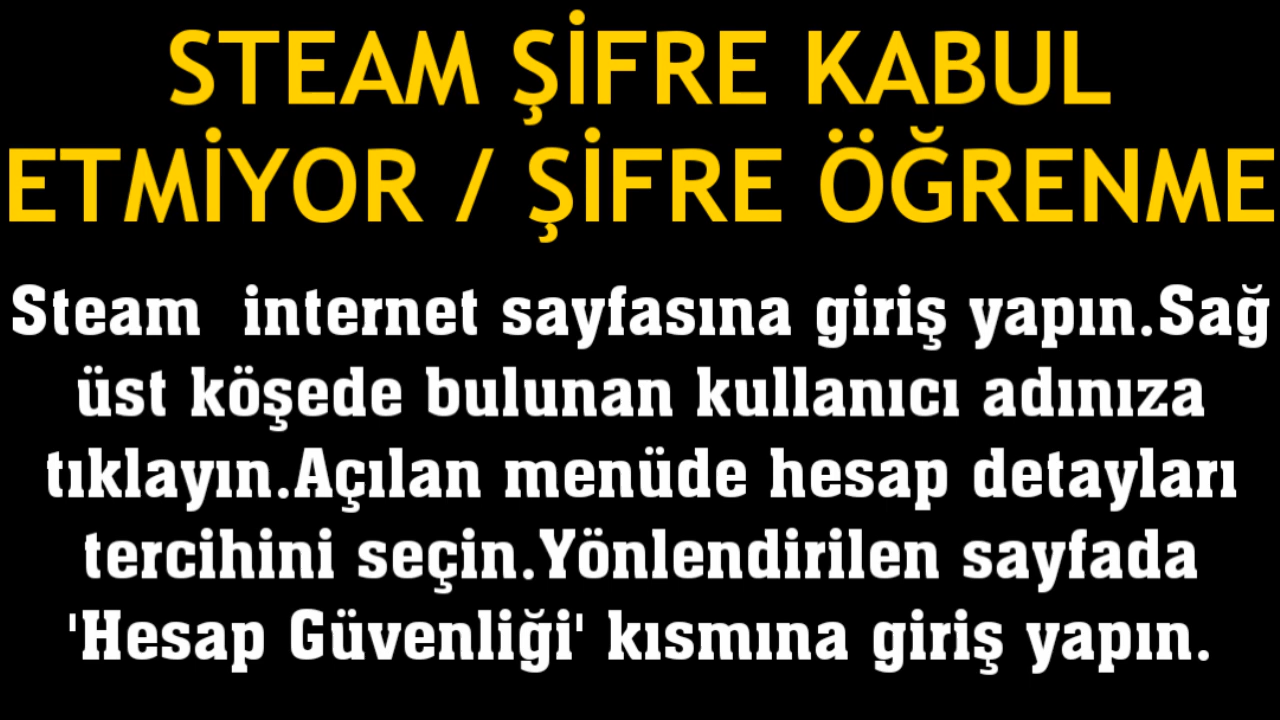 STEAM ŞİFRE KABUL
ETMİYOR / ŞİFRE ÖĞRENME
Steam  internet sayfasına giriş yapın.Sağ
üst köşede bulunan kullanıcı adınıza
tıklayın.Açılan menüde hesap detayları
tercihini seçin.Yönlendirilen sayfada
'Hesap Güvenliği' kısmına giriş yapın.